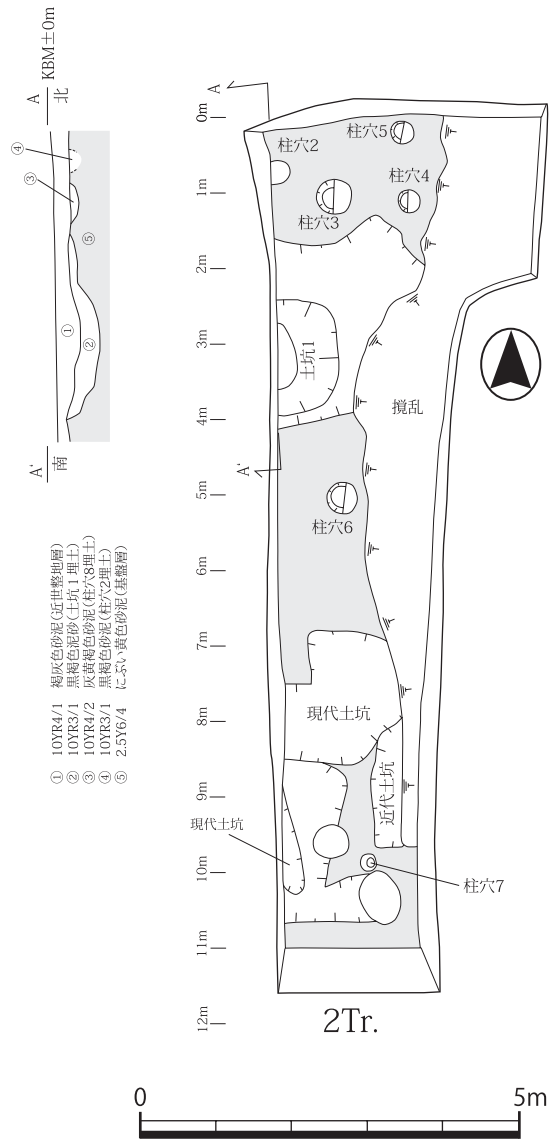 A 北 KBM±0m
④
③
⑤
①
②
A' 南
① 10YR4/1 褐灰色砂泥（近世整地層）
② 10YR3/1 黒褐色泥砂（土坑１埋土）
③ 10YR4/2 灰黄褐色砂泥（柱穴8埋土）
④ 10YR3/1 黒褐色砂泥（柱穴2埋土）
⑤ 2.5Y6/4 にぶい黄色砂泥（基盤層）
A
0m
柱穴5
柱穴2
柱穴4
1m
柱穴3
2m
3m
土坑1
4m
撹乱
A'
5m
柱穴6
6m
7m
現代土坑
8m
近代土坑
9m
現代土坑
10m
柱穴7
11m
12m
2Tr.
0 5m